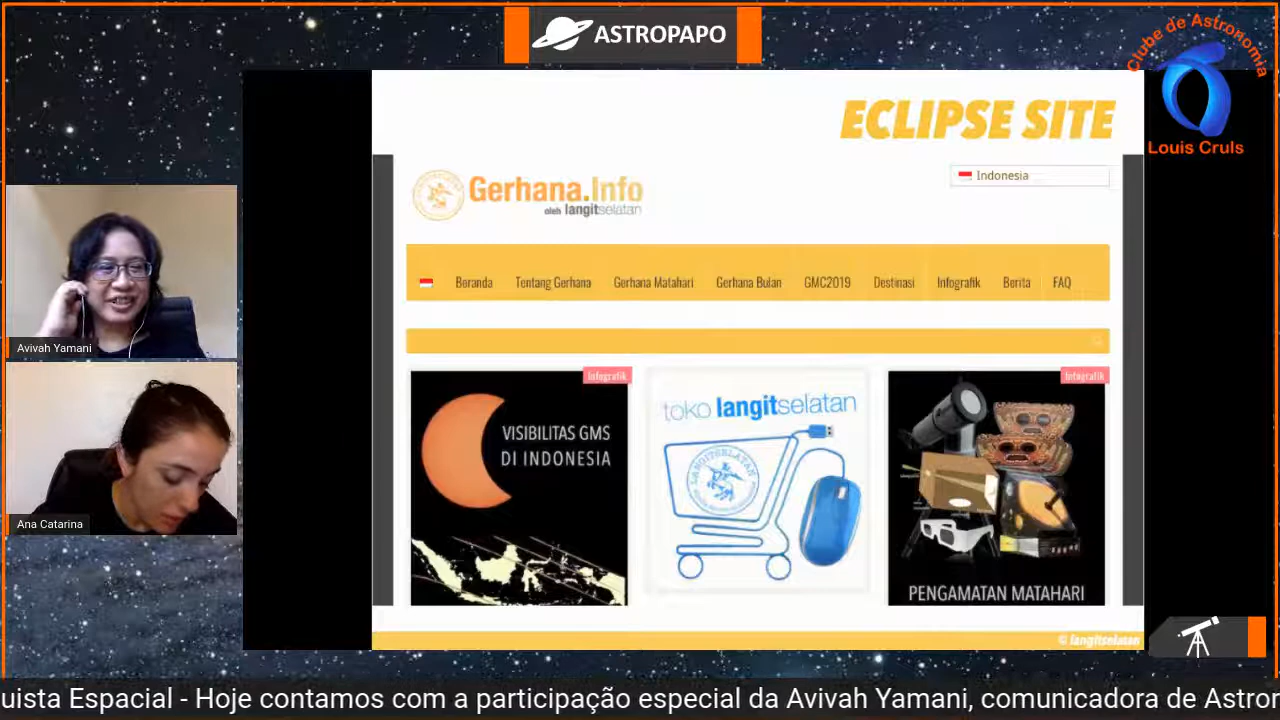 ASTROPAPO
Clube de Astronomia
Louis Cruls
ECLIPSE SITE
Gerhana.Info
oleh langitselatan
Indonesia
Beranda Tentang Gerhana Gerhana Matahari Gerhana Bulan GMC2019 Destinasi Infografik Berita FAQ
Infografik
VISIBILITAS GMS
DI INDONESIA
toko langitselatan
LANGITSELATAN
Infografik
PENGAMATAN MATAHARI
© langitselatan
Avivah Yamani
Ana Catarina
uista Espacial - Hoje contamos com a participação especial da Avivah Yamani, comunicadora de Astron